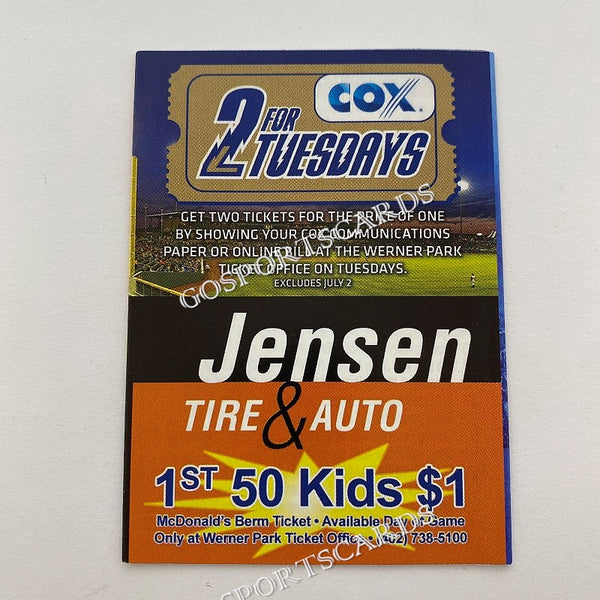 COX®
2 FOR TUESDAYS
GET TWO TICKETS FOR THE PRICE OF ONE
BY SHOWING YOUR COX COMMUNICATIONS
PAPER OR ONLINE BILL AT THE WERNER PARK
TICKET OFFICE ON TUESDAYS.
EXCLUDES JULY 2
GOSPORTSCARDS
Jensen
TIRE & AUTO
1ST 50 Kids $1
McDonald's Berm Ticket • Available Day of Game
Only at Werner Park Ticket Office • (402) 738-5100
SPORTSCARDS